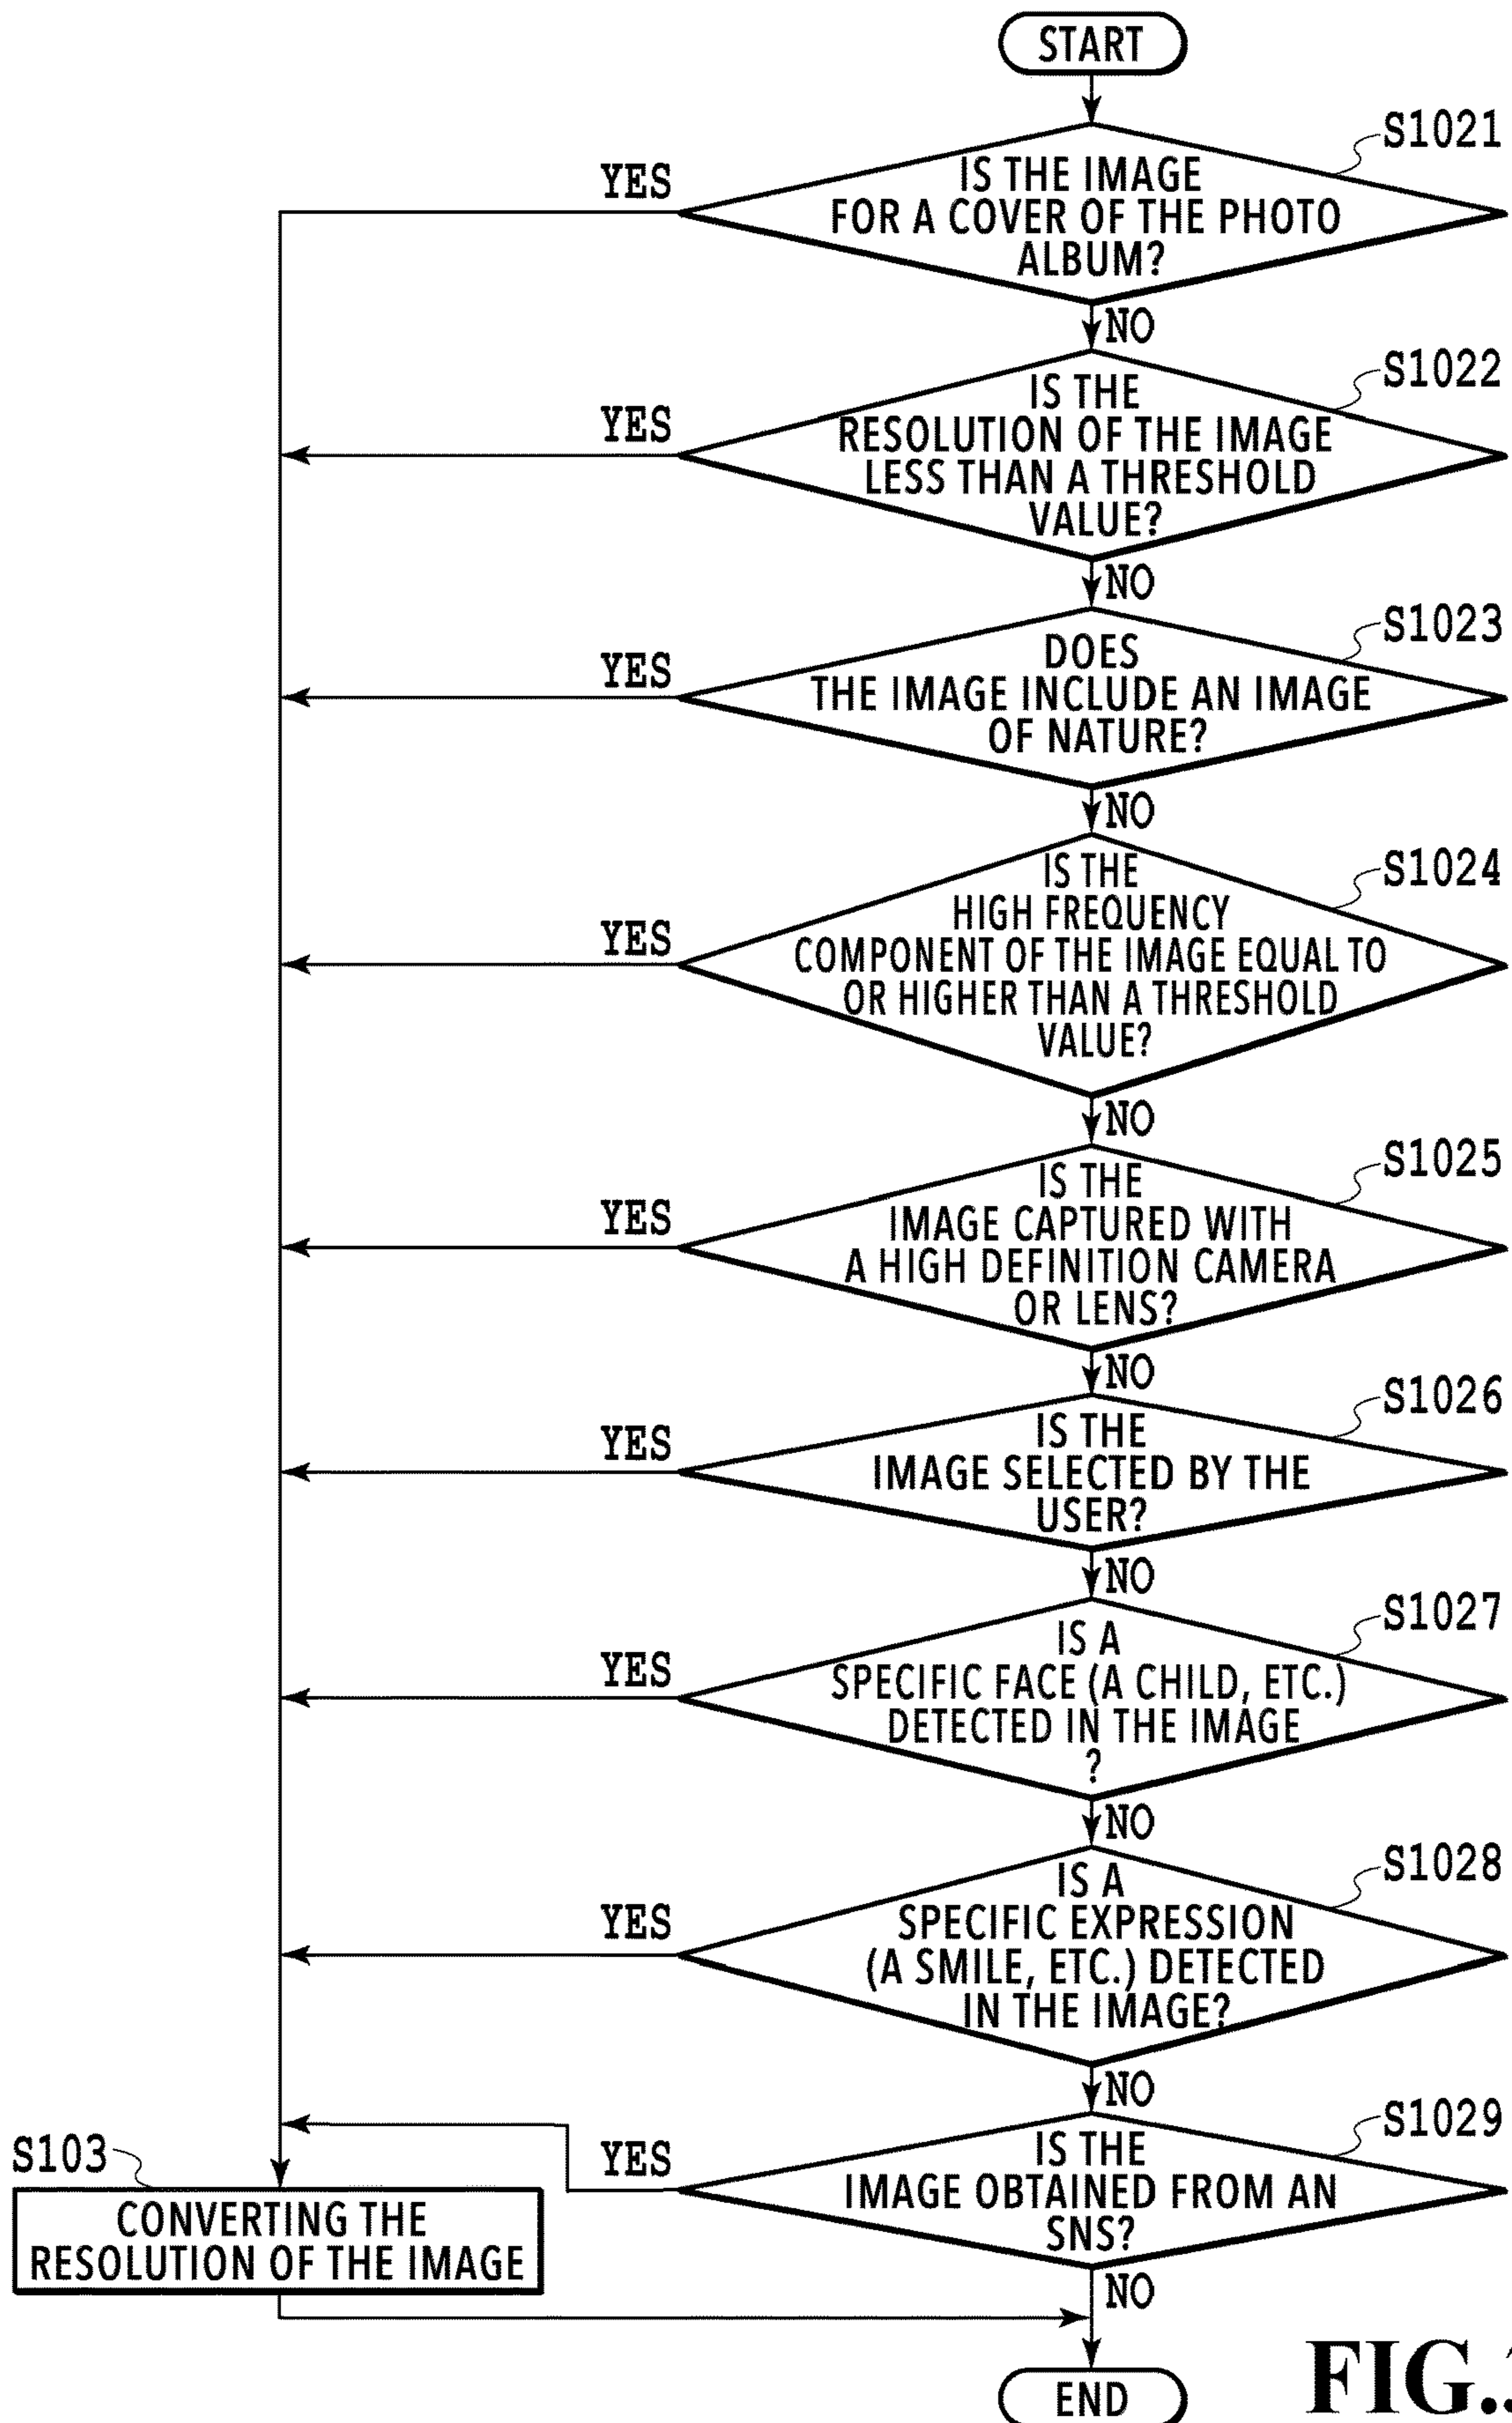 START
S1021
YES
IS THE IMAGE
FOR A COVER OF THE PHOTO
ALBUM?
NO
S1022
YES
IS THE
RESOLUTION OF THE IMAGE
LESS THAN A THRESHOLD
VALUE?
NO
S1023
YES
DOES
THE IMAGE INCLUDE AN IMAGE
OF NATURE?
NO
S1024
YES
IS THE
HIGH FREQUENCY
COMPONENT OF THE IMAGE EQUAL TO
OR HIGHER THAN A THRESHOLD
VALUE?
NO
S1025
YES
IS THE
IMAGE CAPTURED WITH
A HIGH DEFINITION CAMERA
OR LENS?
NO
S1026
YES
IS THE
IMAGE SELECTED BY THE
USER?
NO
S1027
YES
IS A
SPECIFIC FACE (A CHILD, ETC.)
DETECTED IN THE IMAGE
?
NO
S1028
YES
IS A
SPECIFIC EXPRESSION
(A SMILE, ETC.) DETECTED
IN THE IMAGE?
NO
S1029
YES
IS THE
IMAGE OBTAINED FROM AN
SNS?
NO
S103
CONVERTING THE
RESOLUTION OF THE IMAGE
END
FIG.